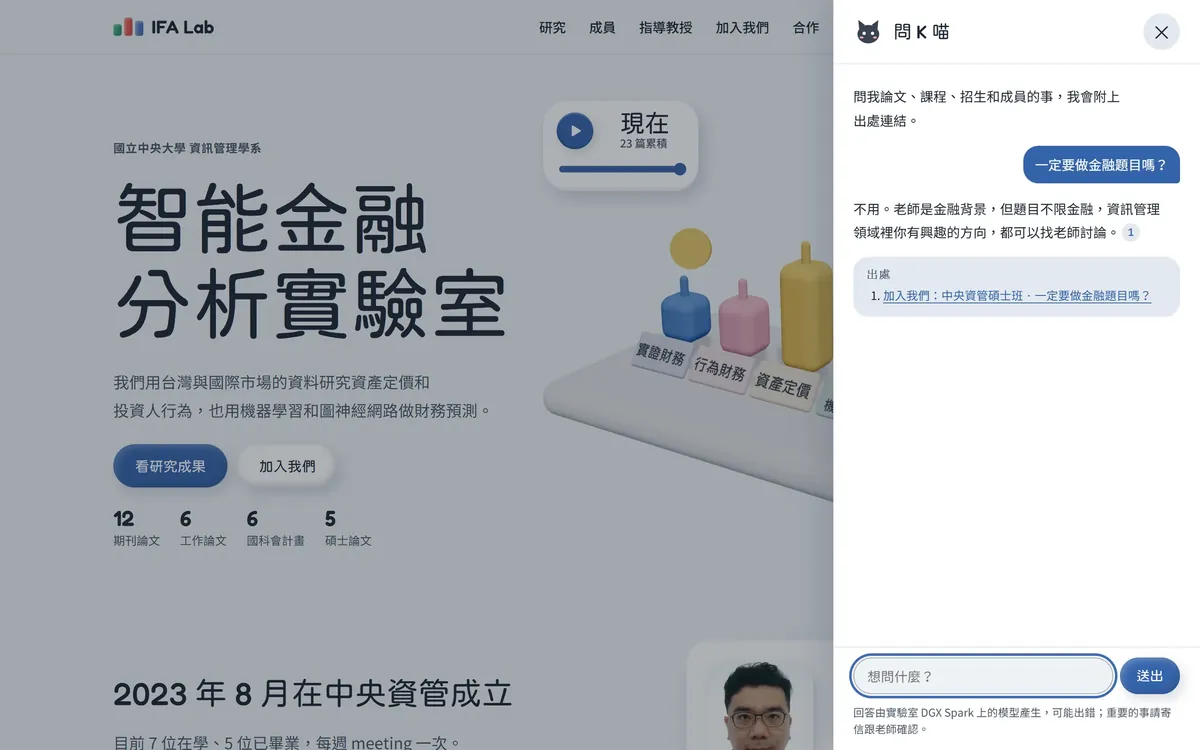 IFA Lab
研究
成員
指導教授
加入我們
合作
國立中央大學 資訊管理學系
智能金融
分析實驗室
我們用台灣與國際市場的資料研究資產定價和
投資人行為,也用機器學習和圖神經網路做財務預測。
看研究成果
加入我們
12
期刊論文
6
工作論文
6
國科會計畫
5
碩士論文
現在
23 篇累積
實證財務
行為財務
資產定價
2023 年 8 月在中央資管成立
目前 7 位在學、5 位已畢業,每週 meeting 一次。
問 K 喵
問我論文、課程、招生和成員的事,我會附上
出處連結。
一定要做金融題目嗎?
不用。老師是金融背景,但題目不限金融,資訊管理
領域裡你有興趣的方向,都可以找老師討論。 1
出處
1. 加入我們:中央資管碩士班 · 一定要做金融題目嗎?
想問什麼?
送出
回答由實驗室 DGX Spark 上的模型產生,可能出錯;重要的事請寄
信跟老師確認。